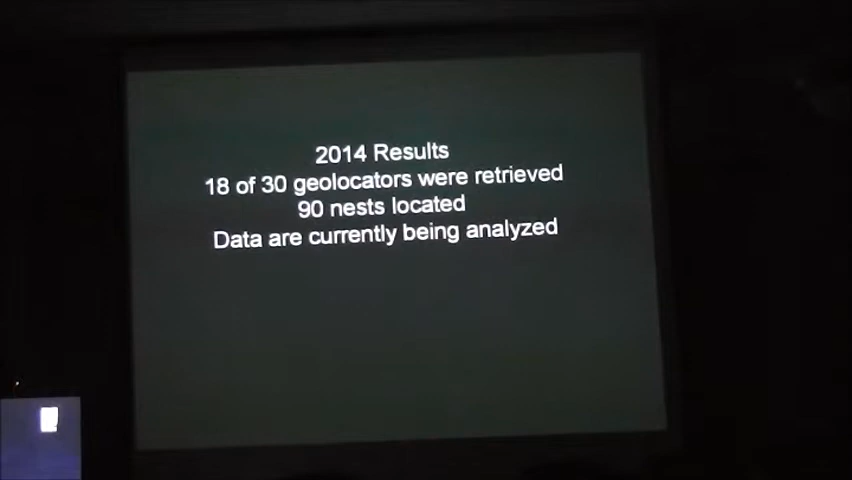 2014 Results
18 of 30 geolocators were retrieved
90 nests located
Data are currently being analyzed